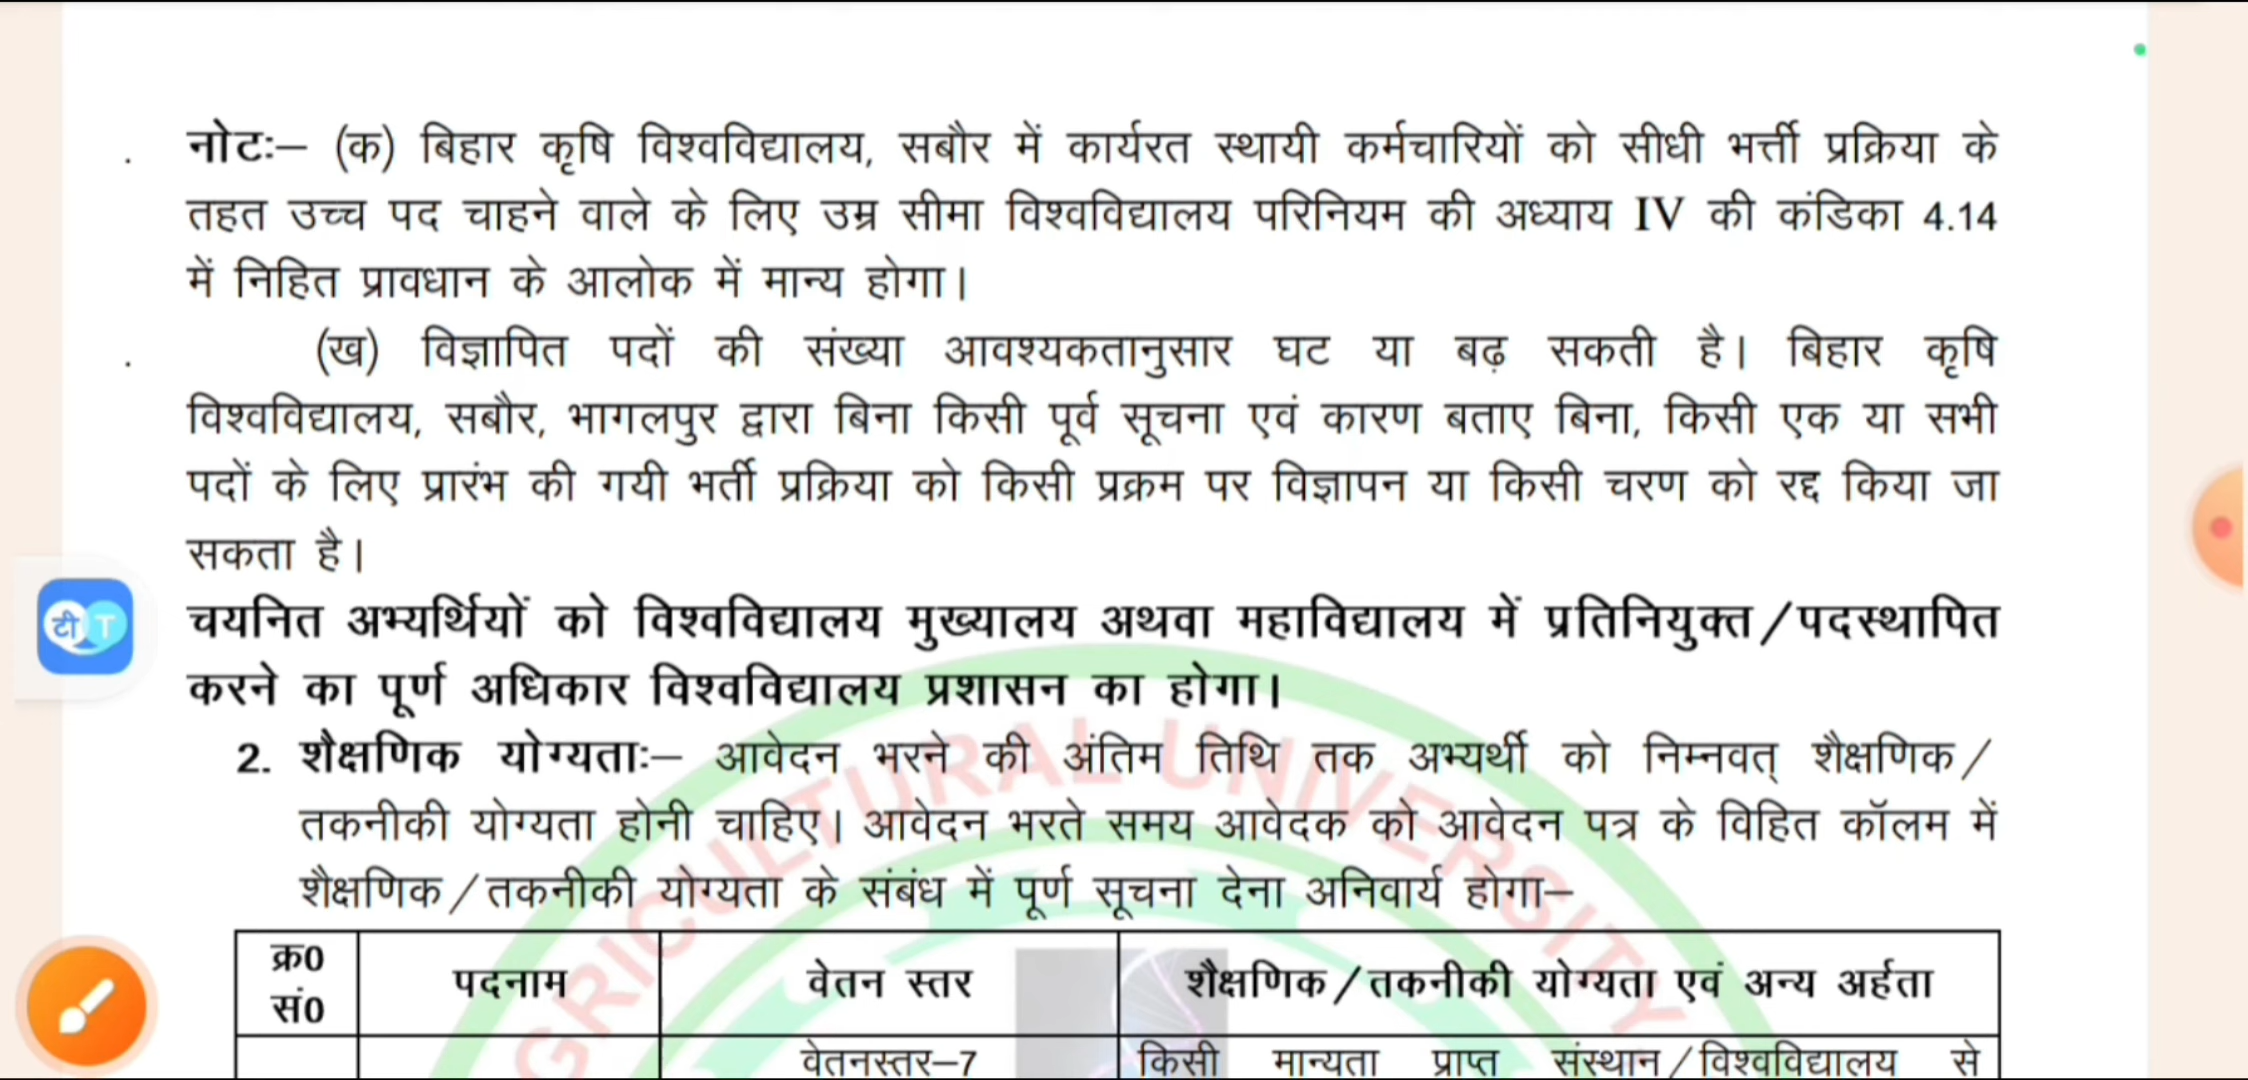 नोटः– (क) बिहार कृषि विश्वविद्यालय, सबौर में कार्यरत स्थायी कर्मचारियों को सीधी भर्त्ती प्रक्रिया के
तहत उच्च पद चाहने वाले के लिए उम्र सीमा विश्वविद्यालय परिनियम की अध्याय IV की कंडिका 4.14
में निहित प्रावधान के आलोक में मान्य होगा।
(ख) विज्ञापित पदों की संख्या आवश्यकतानुसार घट या बढ़ सकती है। बिहार कृषि
विश्वविद्यालय, सबौर, भागलपुर द्वारा बिना किसी पूर्व सूचना एवं कारण बताए बिना, किसी एक या सभी
पदों के लिए प्रारंभ की गयी भर्ती प्रक्रिया को किसी प्रक्रम पर विज्ञापन या किसी चरण को रद्द किया जा
सकता है।
टी T
चयनित अभ्यर्थियों को विश्वविद्यालय मुख्यालय अथवा महाविद्यालय में प्रतिनियुक्त/पदस्थापित
करने का पूर्ण अधिकार विश्वविद्यालय प्रशासन का होगा।
2. शैक्षणिक योग्यताः– आवेदन भरने की अंतिम तिथि तक अभ्यर्थी को निम्नवत् शैक्षणिक/
तकनीकी योग्यता होनी चाहिए। आवेदन भरते समय आवेदक को आवेदन पत्र के विहित कॉलम में
शैक्षणिक/तकनीकी योग्यता के संबंध में पूर्ण सूचना देना अनिवार्य होगा–
GRICULTURAL UNIVERSITY
क्र0 सं0 पदनाम वेतन स्तर शैक्षणिक/तकनीकी योग्यता एवं अन्य अर्हता
वेतनस्तर–7 किसी मान्यता प्राप्त संस्थान/विश्वविद्यालय से